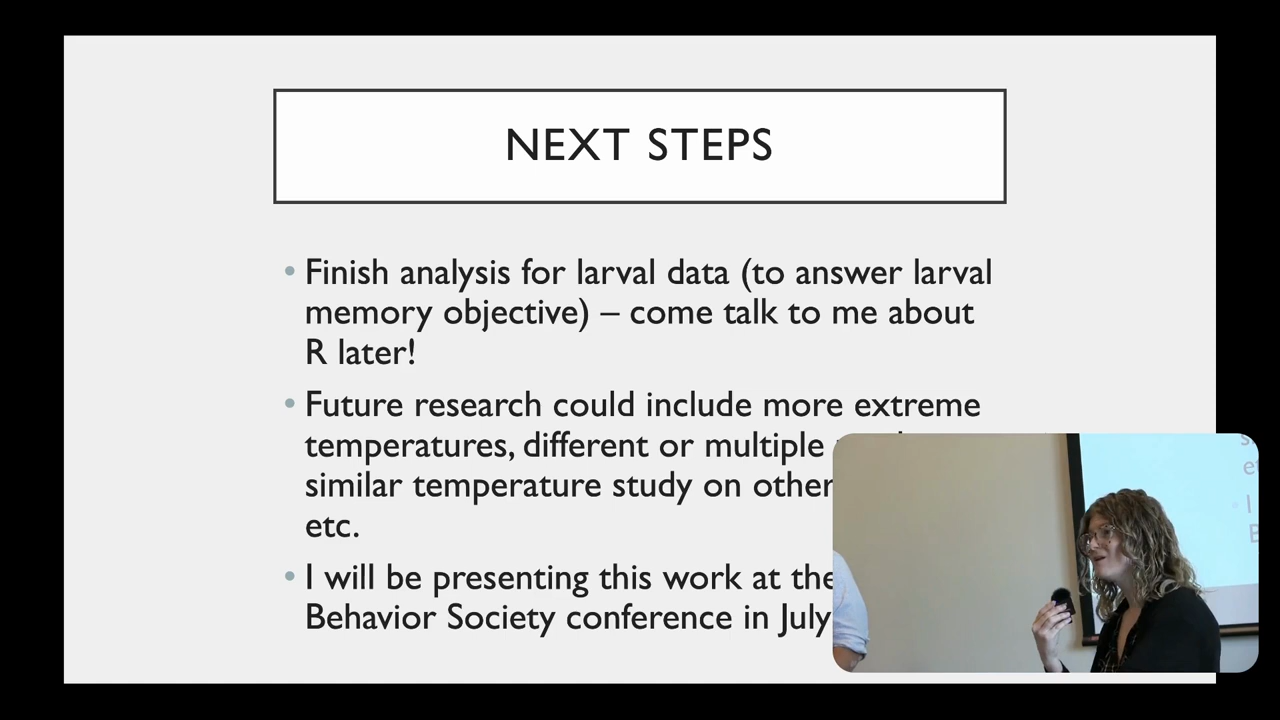 NEXT STEPS
• Finish analysis for larval data (to answer larval
memory objective) – come talk to me about
R later!
• Future research could include more extreme
temperatures, different or multiple
similar temperature study on other
etc.
• I will be presenting this work at the
Behavior Society conference in July